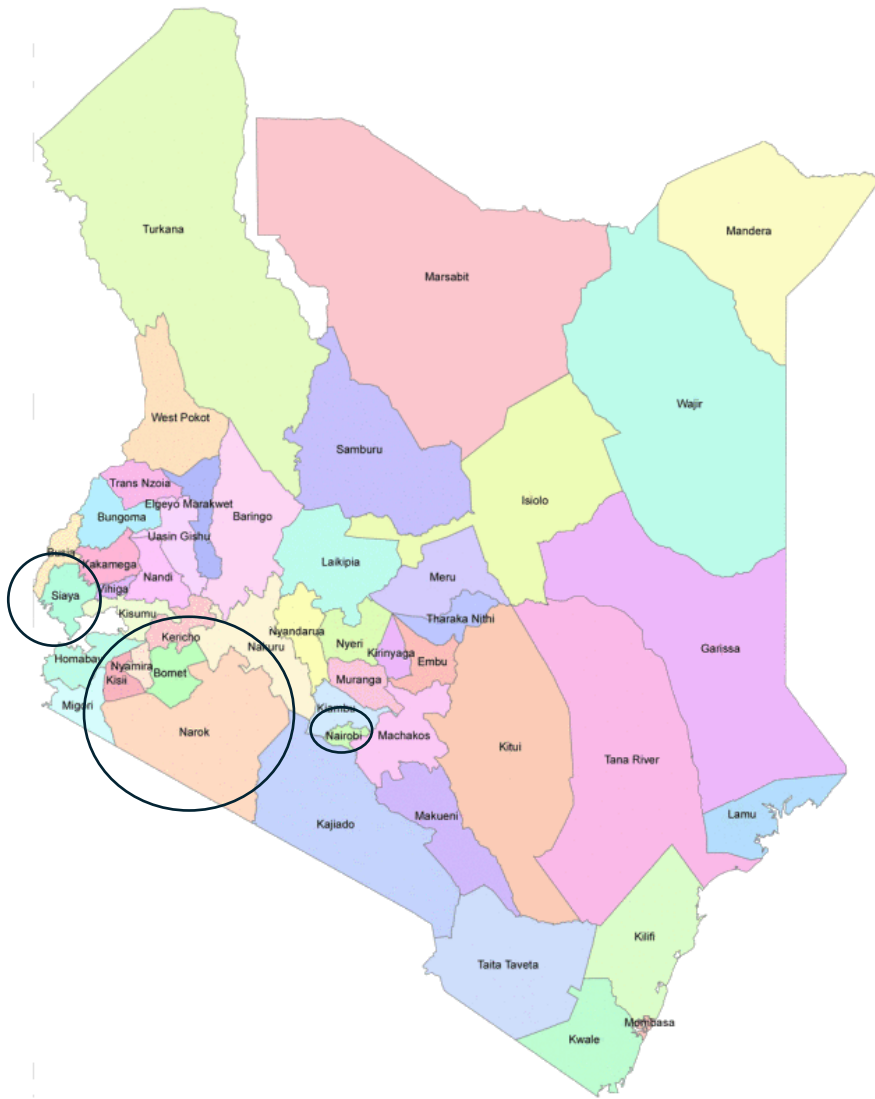 Turkana
Mandera
Marsabit
Wajir
West Pokot
Samburu
Trans Nzoia
Isiolo
Elgeyo Marakwet
Bungoma
Baringo
Uasin Gishu
Busia
Kakamega
Laikipia
Nandi
Meru
Vihiga
Siaya
Kisumu
Tharaka Nithi
Nyandarua
Kericho
Nyeri
Nakuru
Garissa
Kirinyaga
Homabay
Embu
Nyamira
Bomet
Kisii
Muranga
Migori
Kiambu
Narok
Nairobi
Machakos
Kitui
Tana River
Lamu
Makueni
Kajiado
Kilifi
Taita Taveta
Mombasa
Kwale